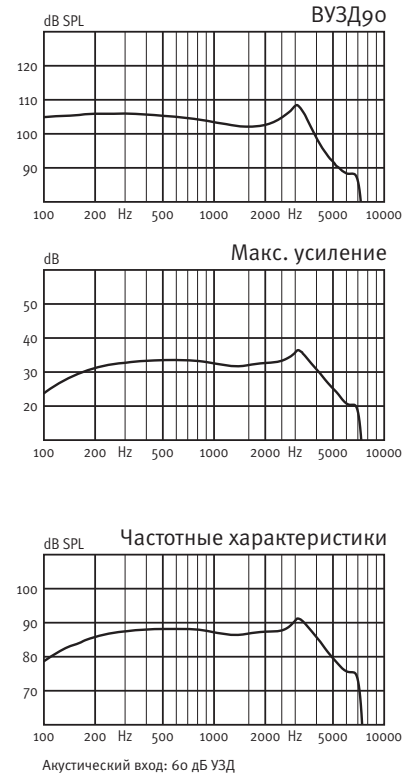 dB SPL ВУЗД90
120
110
100
90
100 200 Hz 500 1000 2000 Hz 5000 10000
dB Макс. усиление
50
40
30
20
100 200 Hz 500 1000 2000 Hz 5000 10000
dB SPL Частотные характеристики
100
90
80
70
100 200 Hz 500 1000 2000 Hz 5000 10000
Акустический вход: 60 дБ УЗД